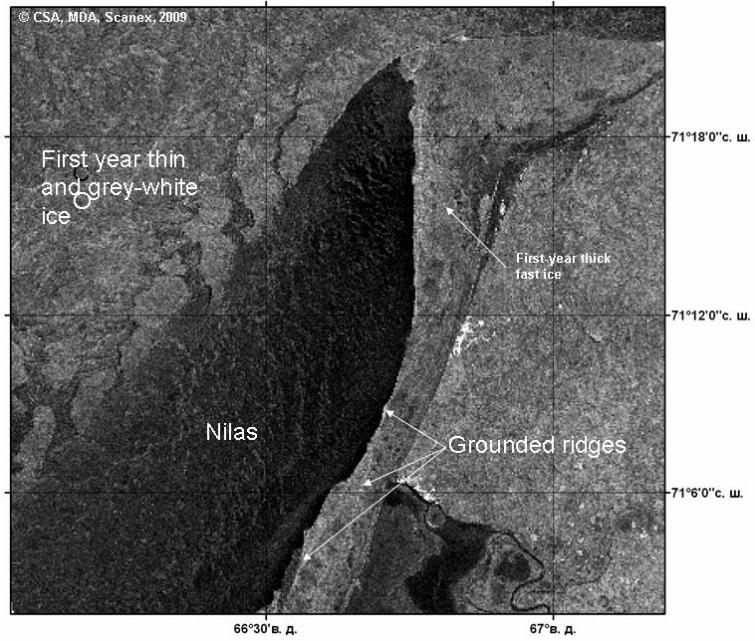 © CSA, MDA, Scanex, 2009
71°18'0"с. ш.
First year thin
and grey-white
ice
First-year thick
fast ice
71°12'0"с. ш.
Nilas
Grounded ridges
71°6'0"с. ш.
66°30'в. д.
67°в. д.